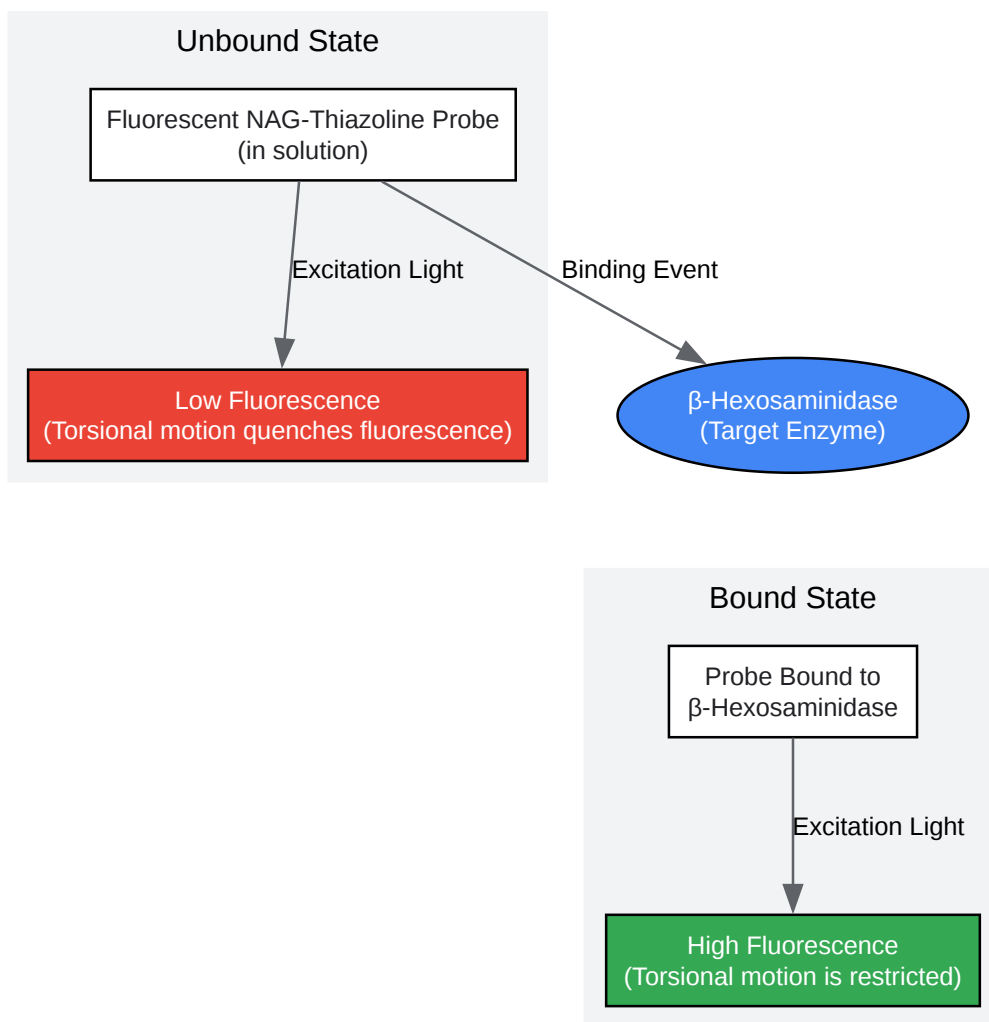 Unbound State
Fluorescent NAG-Thiazoline Probe
(in solution)
Excitation Light
Binding Event
Low Fluorescence
(Torsional motion quenches fluorescence)
β-Hexosaminidase
(Target Enzyme)
Bound State
Probe Bound to
β-Hexosaminidase
Excitation Light
High Fluorescence
(Torsional motion is restricted)